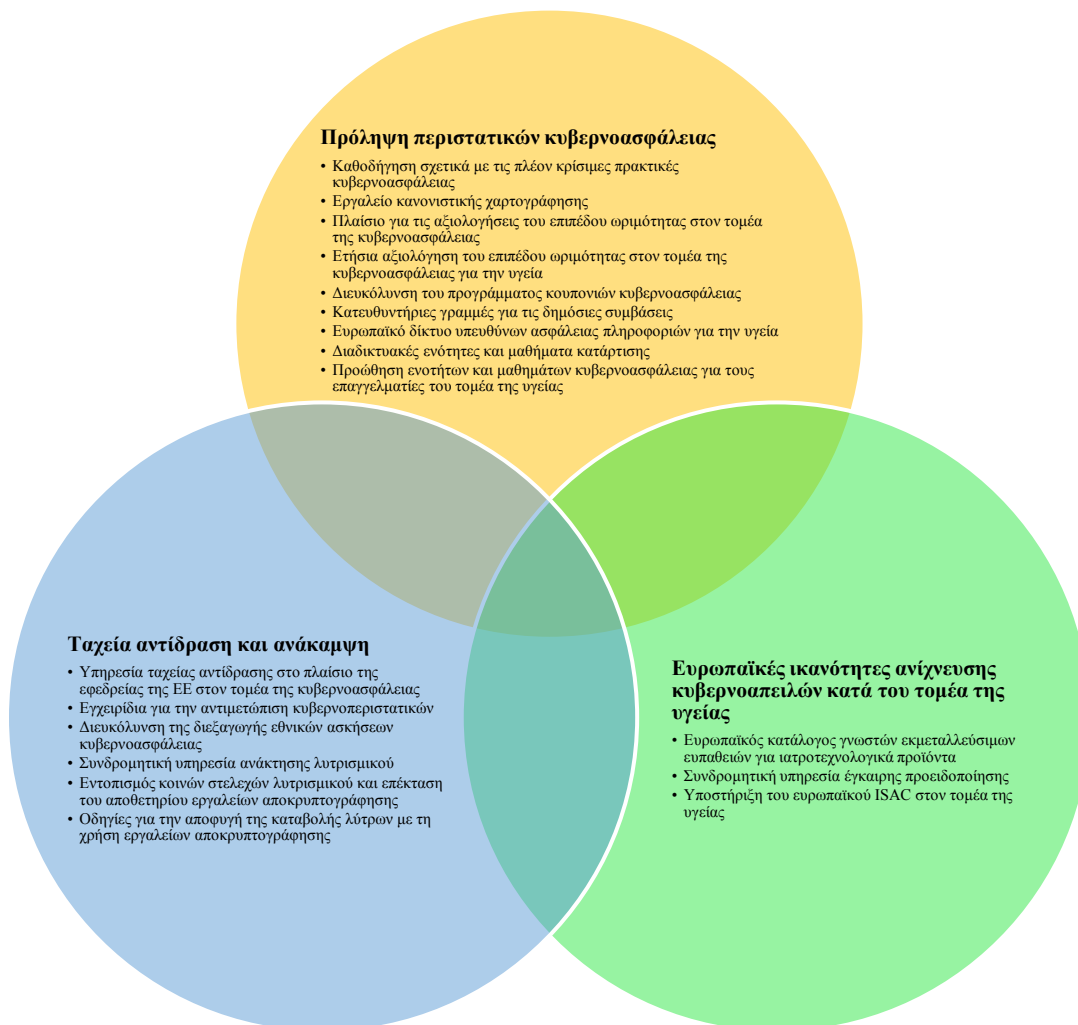 Πρόληψη περιστατικών κυβερνοασφάλειας
• Καθοδήγηση σχετικά με τις πλέον κρίσιμες πρακτικές
κυβερνοασφάλειας
• Εργαλείο κανονιστικής χαρτογράφησης
• Πλαίσιο για τις αξιολογήσεις του επιπέδου ωριμότητας στον τομέα
της κυβερνοασφάλειας
• Ετήσια αξιολόγηση του επιπέδου ωριμότητας στον τομέα της
κυβερνοασφάλειας για την υγεία
• Διευκόλυνση του προγράμματος κουπονιών κυβερνοασφάλειας
• Κατευθυντήριες γραμμές για τις δημόσιες συμβάσεις
• Ευρωπαϊκό δίκτυο υπευθύνων ασφάλειας πληροφοριών για την υγεία
• Διαδικτυακές ενότητες και μαθήματα κατάρτισης
• Προώθηση ενοτήτων και μαθημάτων κυβερνοασφάλειας για τους
επαγγελματίες του τομέα της υγείας
Ταχεία αντίδραση και ανάκαμψη
• Υπηρεσία ταχείας αντίδρασης στο πλαίσιο της
εφεδρείας της ΕΕ στον τομέα της κυβερνοασφάλειας
• Εγχειρίδια για την αντιμετώπιση κυβερνοπεριστατικών
• Διευκόλυνση της διεξαγωγής εθνικών ασκήσεων
κυβερνοασφάλειας
• Συνδρομητική υπηρεσία ανάκτησης λυτρισμικού
• Εντοπισμός κοινών στελεχών λυτρισμικού και επέκταση
του αποθετηρίου εργαλείων αποκρυπτογράφησης
• Οδηγίες για την αποφυγή της καταβολής λύτρων με τη
χρήση εργαλείων αποκρυπτογράφησης
Ευρωπαϊκές ικανότητες ανίχνευσης
κυβερνοαπειλών κατά του τομέα της
υγείας
• Ευρωπαϊκός κατάλογος γνωστών εκμεταλλεύσιμων
ευπαθειών για ιατροτεχνολογικά προϊόντα
• Συνδρομητική υπηρεσία έγκαιρης προειδοποίησης
• Υποστήριξη του ευρωπαϊκού ISAC στον τομέα της
υγείας